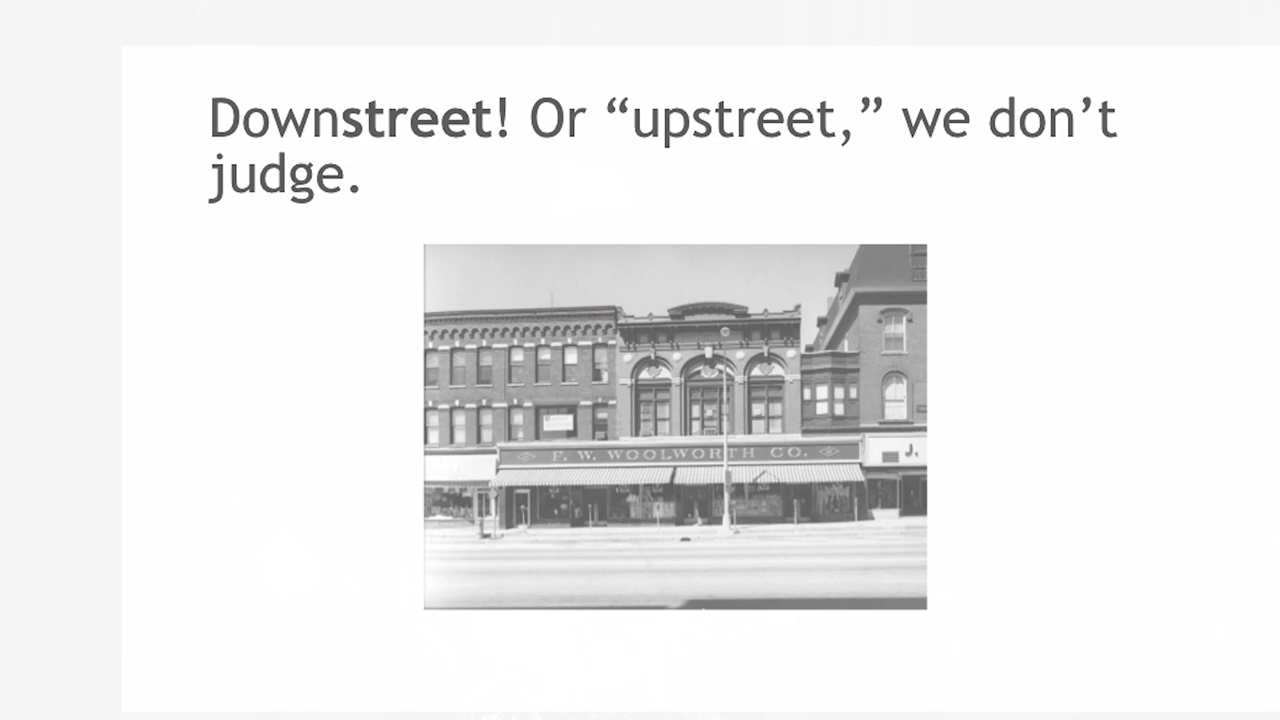 Downstreet! Or “upstreet,” we don’t
judge.
F. W. WOOLWORTH CO.
J.